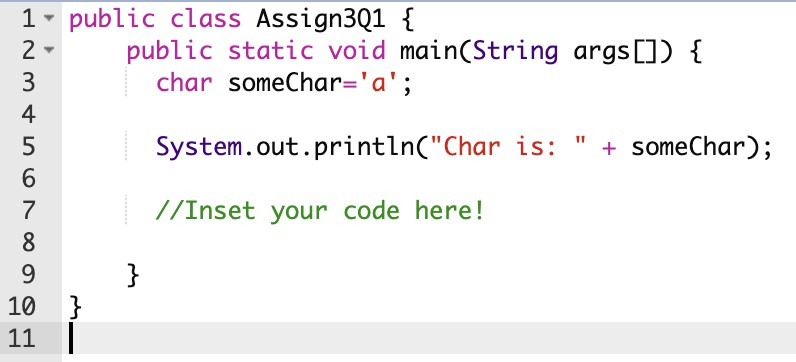 1 public class Assign3Q1 {
2 public static void main(String args[]) {
3 char someChar='a';
4
5 System.out.println("Char is: " + someChar);
6
7 //Inset your code here!
8
9 }
10 }
11